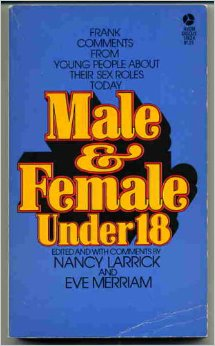 FRANK
COMMENTS
FROM
YOUNG PEOPLE ABOUT
THEIR SEX ROLES
TODAY
AVON
Male
&
Female
Under 18
EDITED AND WITH COMMENTS BY
NANCY LARRICK
AND
EVE MERRIAM